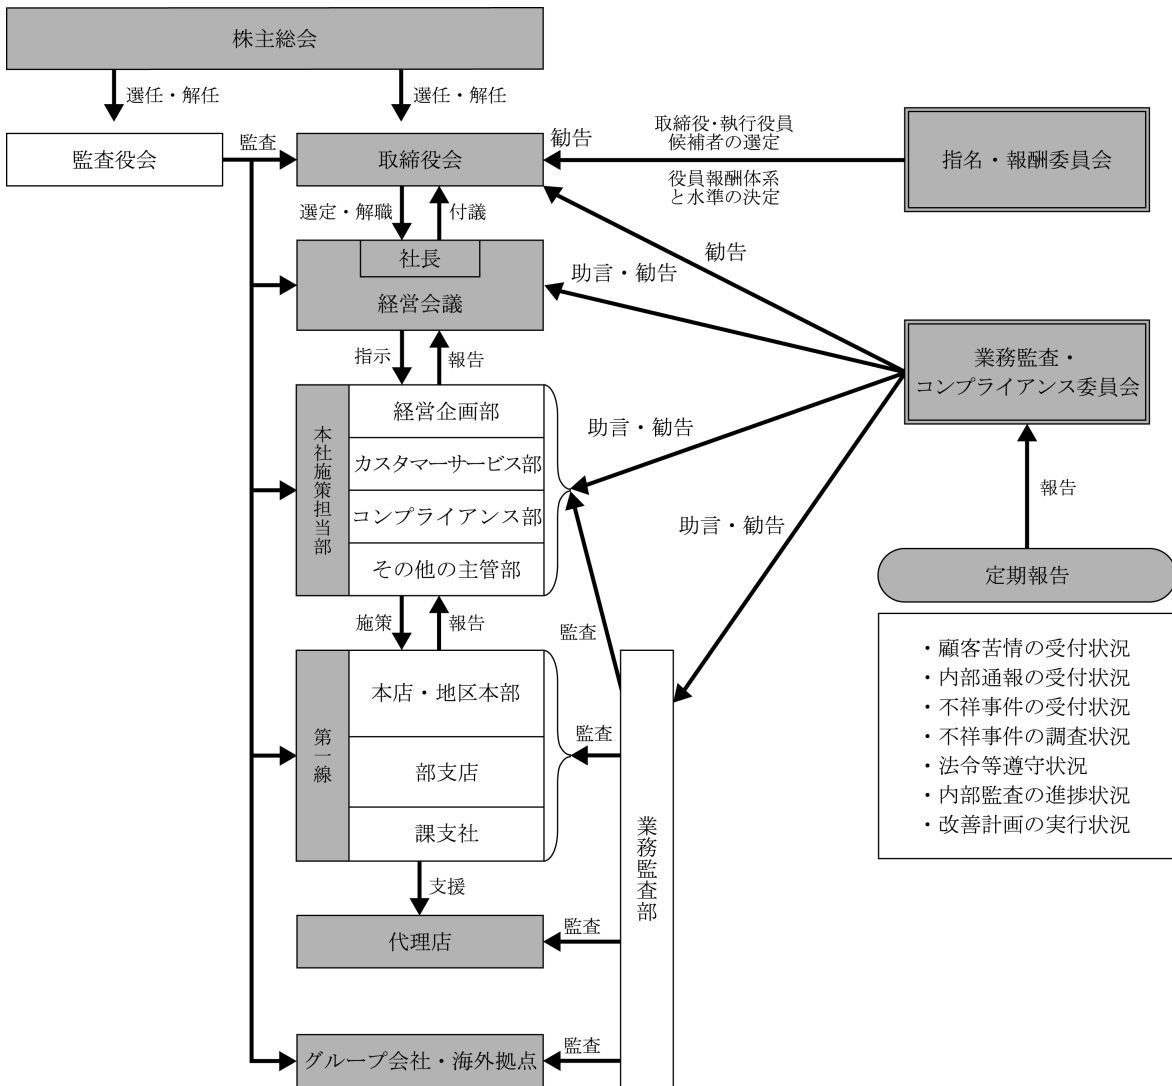 株主総会
選任・解任
選任・解任
監査役会
監査
取締役会
勧告
取締役・執行役員
候補者の選定
役員報酬体系
と水準の決定
指名・報酬委員会
選定・解職
付議
社長
経営会議
勧告
助言・勧告
業務監査・
コンプライアンス委員会
指示
報告
本社施策担当部
経営企画部
カスタマーサービス部
コンプライアンス部
その他の主管部
助言・勧告
助言・勧告
報告
定期報告
・顧客苦情の受付状況
・内部通報の受付状況
・不祥事件の受付状況
・不祥事件の調査状況
・法令等遵守状況
・内部監査の進捗状況
・改善計画の実行状況
施策
報告
監査
第一線
本店・地区本部
部支店
課支社
監査
業務監査部
支援
代理店
監査
グループ会社・海外拠点
監査